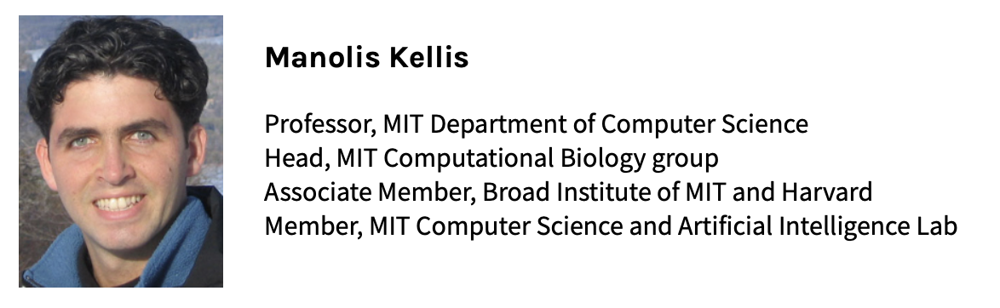 Manolis Kellis
Professor, MIT Department of Computer Science
Head, MIT Computational Biology group
Associate Member, Broad Institute of MIT and Harvard
Member, MIT Computer Science and Artificial Intelligence Lab